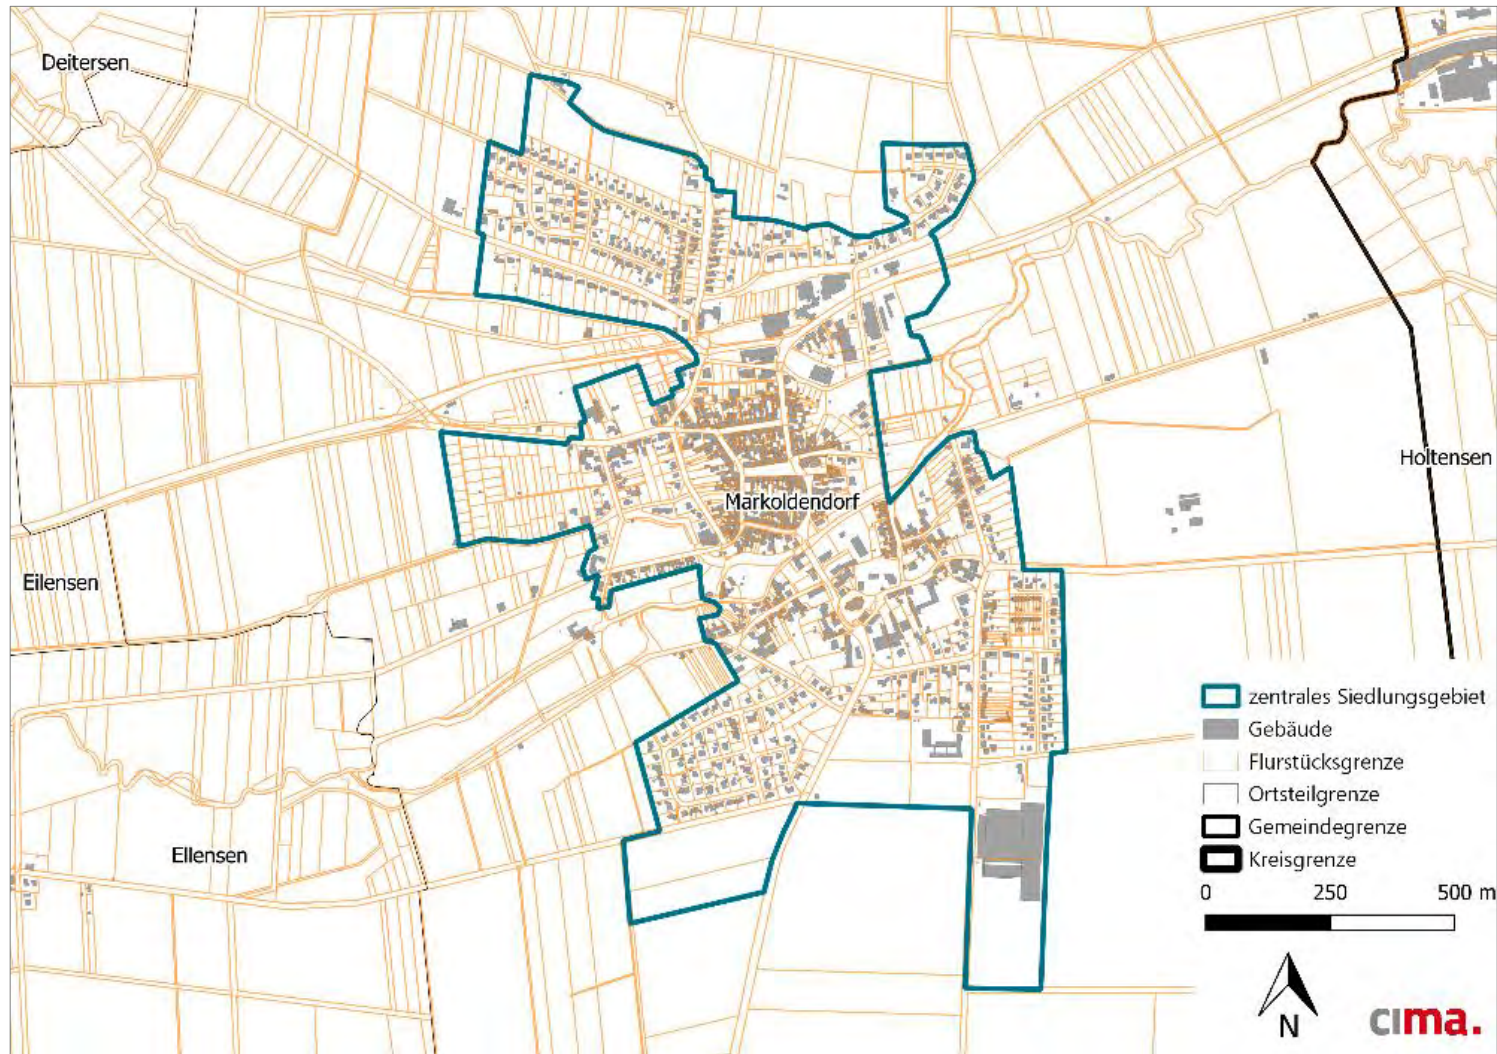 Deitersen
Holtensen
Markoldendorf
Eilensen
Ellensen
zentrales Siedlungsgebiet
Gebäude
Flurstücksgrenze
Ortsteilgrenze
Gemeindegrenze
Kreisgrenze
0 250 500 m
N
cima.